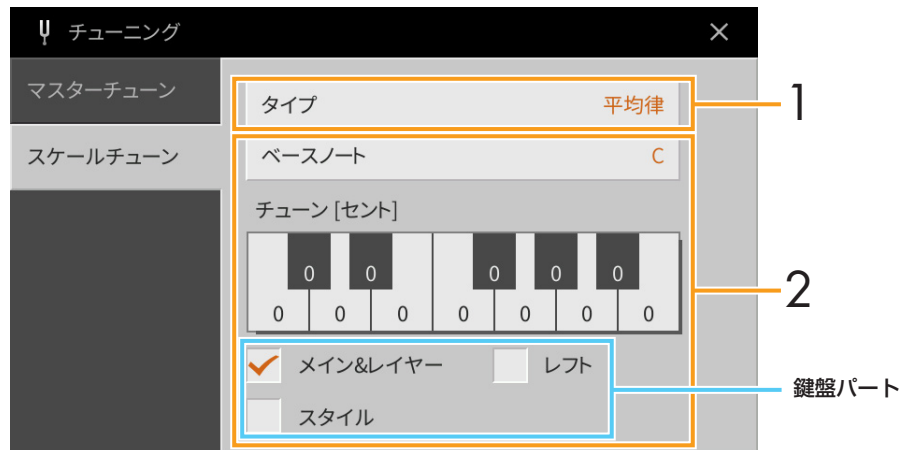 チューニング
マスターチューン
スケールチューン
タイプ 平均律
1
ベースノート C
チューン [セント]
0 0 0 0 0
0 0 0 0 0 0 0
2
メイン&レイヤー レフト
鍵盤パート
スタイル